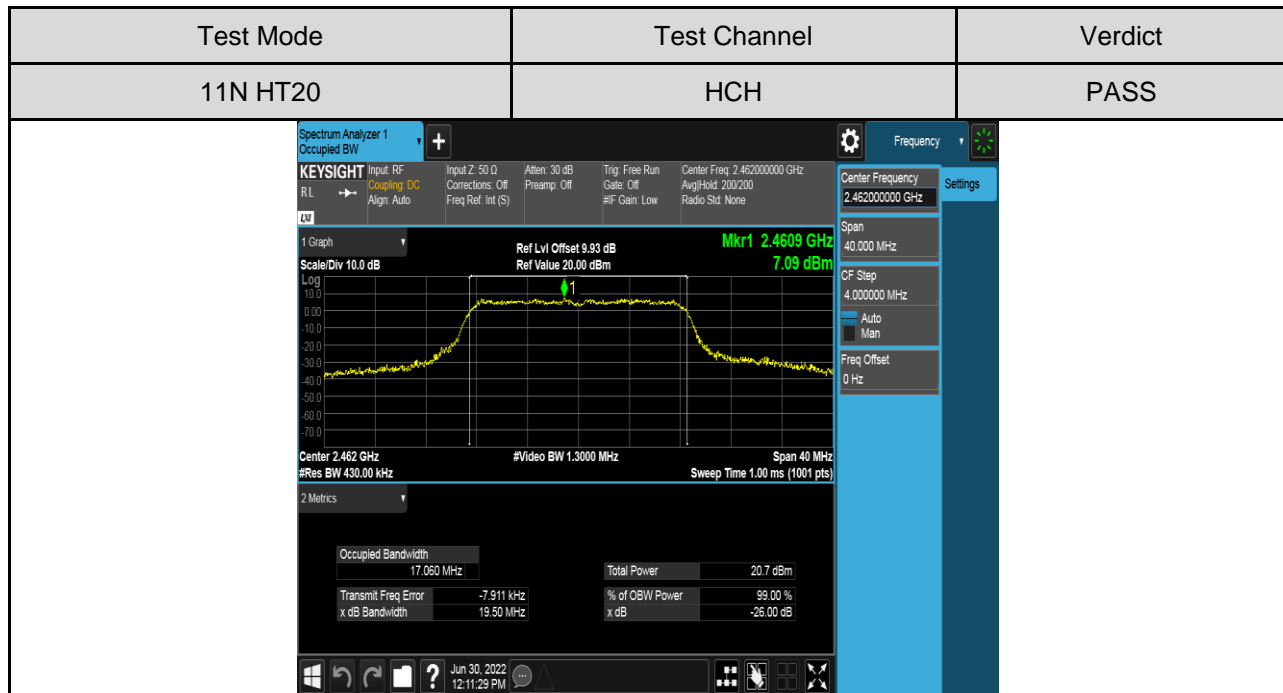 Test Mode Test Channel Verdict
11N HT20 HCH PASS
Spectrum Analyzer 1
Occupied BW
+
Frequency
KEYSIGHT Input: RF Input Z: 50 Ω Atten: 30 dB Trig: Free Run Center Freq: 2.462000000 GHz
RL Coupling: DC Corrections: Off Preamp: Off Gate: Off Avg|Hold: 200/200
Align: Auto Freq Ref: Int (S) #IF Gain: Low Radio Std: None
LXI
Center Frequency
2.462000000 GHz
Settings
Span
40.000 MHz
CF Step
4.000000 MHz
Auto
Man
Freq Offset
0 Hz
1 Graph Ref Lvl Offset 9.93 dB Mkr1 2.4609 GHz
Scale/Div 10.0 dB Ref Value 20.00 dBm 7.09 dBm
Log
1
10.0
0.00
-10.0
-20.0
-30.0
-40.0
-50.0
-60.0
-70.0
Center 2.462 GHz #Video BW 1.3000 MHz Span 40 MHz
#Res BW 430.00 kHz Sweep Time 1.00 ms (1001 pts)
2 Metrics
Occupied Bandwidth
17.060 MHz Total Power 20.7 dBm
Transmit Freq Error -7.911 kHz % of OBW Power 99.00 %
x dB Bandwidth 19.50 MHz x dB -26.00 dB
? Jun 30, 2022
12:11:29 PM